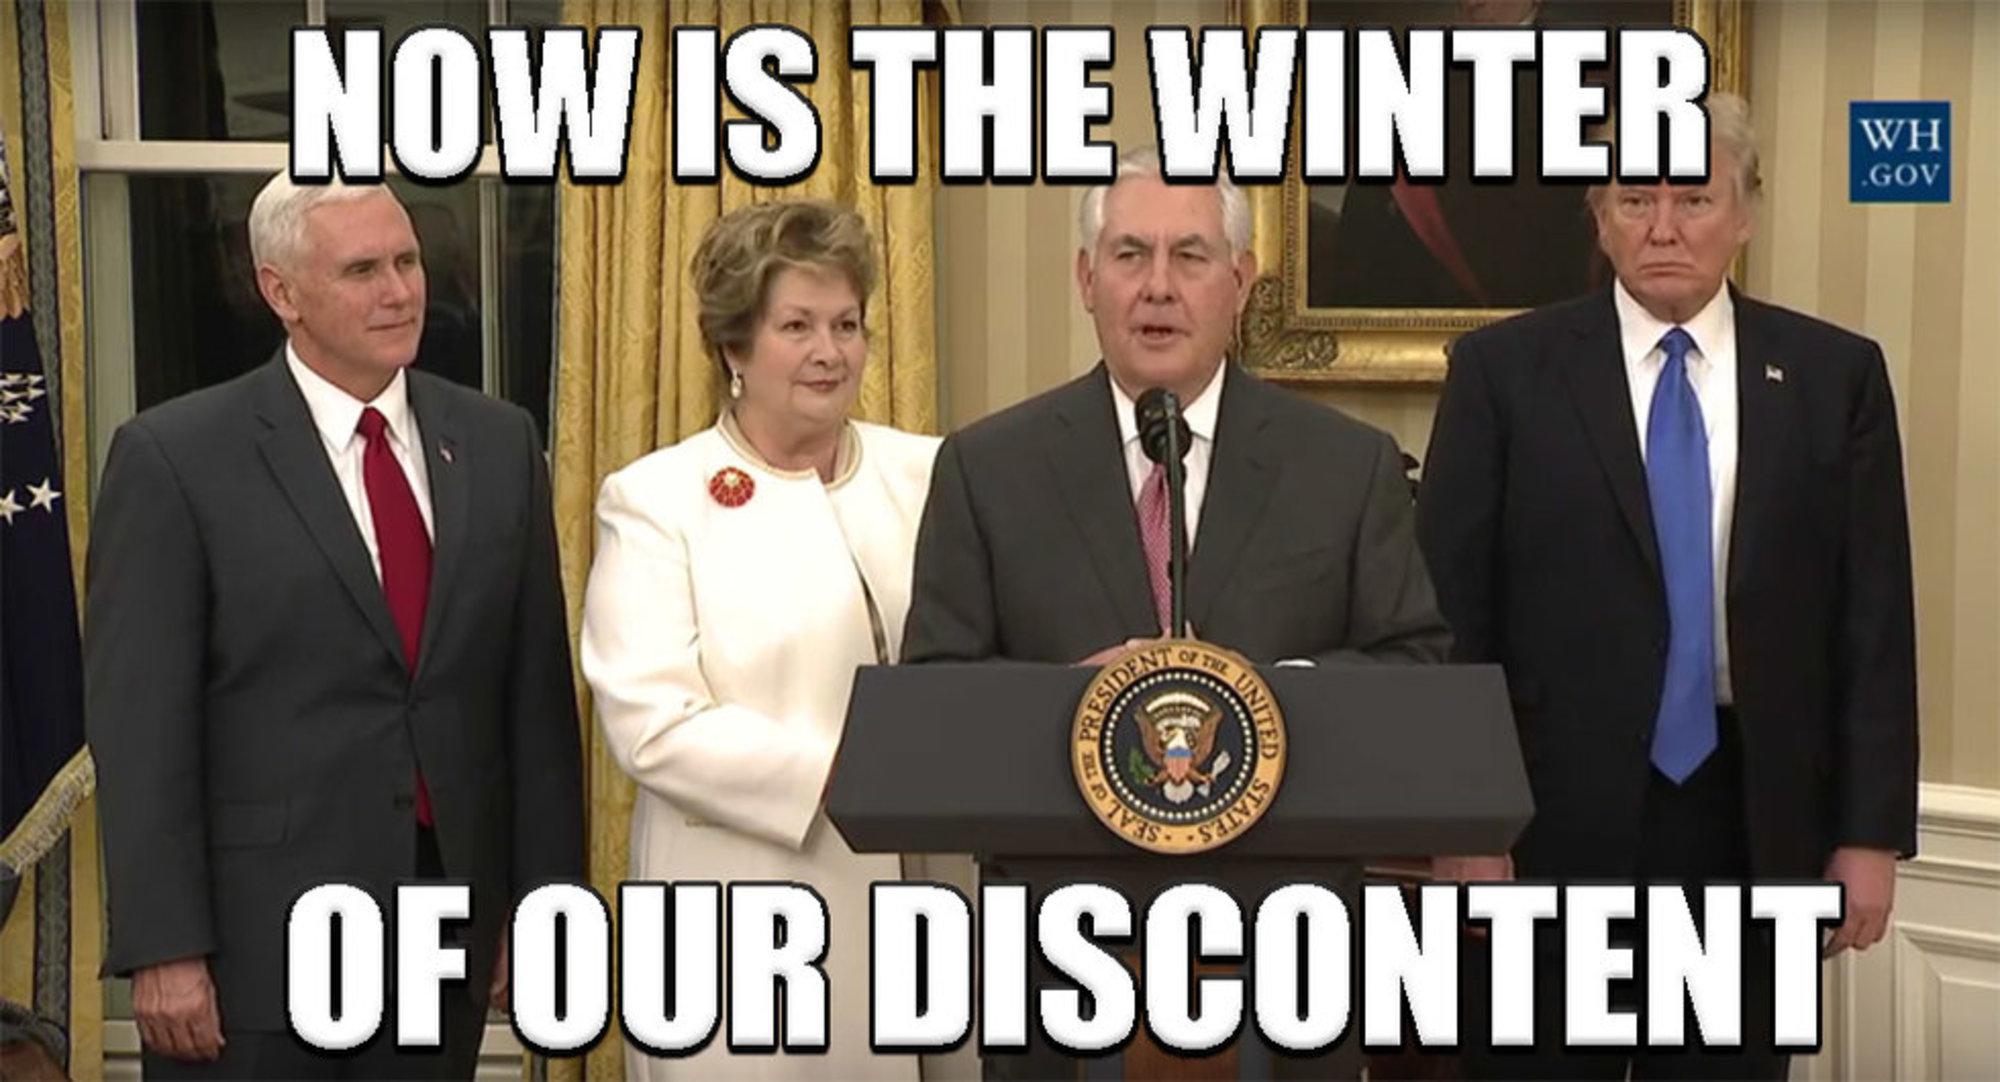 NOW IS THE WINTER
WH
.GOV
SEAL OF THE PRESIDENT OF THE UNITED STATES
OF OUR DISCONTENT